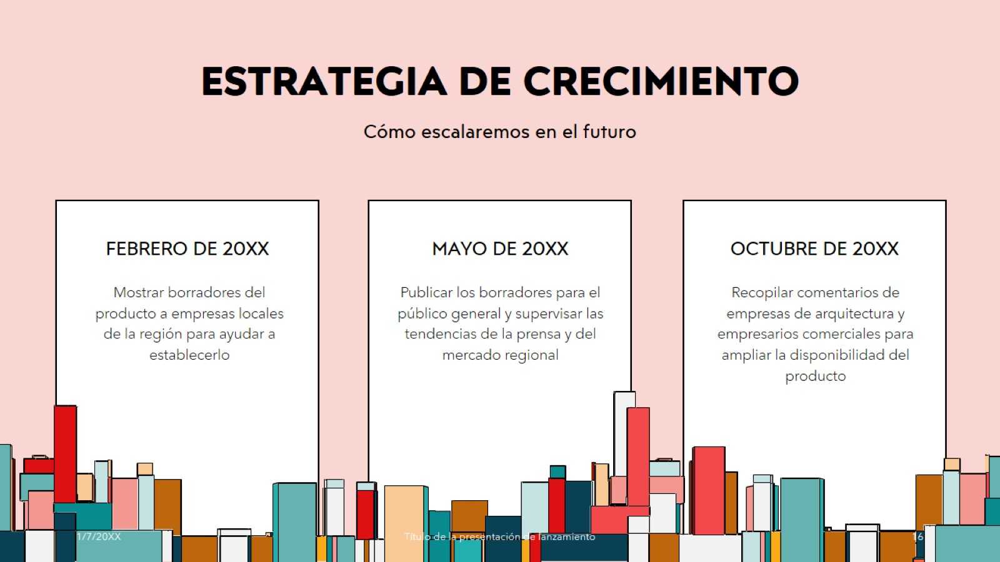 ESTRATEGIA DE CRECIMIENTO
Cómo escalaremos en el futuro
FEBRERO DE 20XX
Mostrar borradores del
producto a empresas locales
de la región para ayudar a
establecerlo
MAYO DE 20XX
Publicar los borradores para el
público general y supervisar las
tendencias de la prensa y del
mercado regional
OCTUBRE DE 20XX
Recopilar comentarios de
empresas de arquitectura y
empresarios comerciales para
ampliar la disponibilidad del
producto
1/7/20XX
Título de la presentación de lanzamiento
16